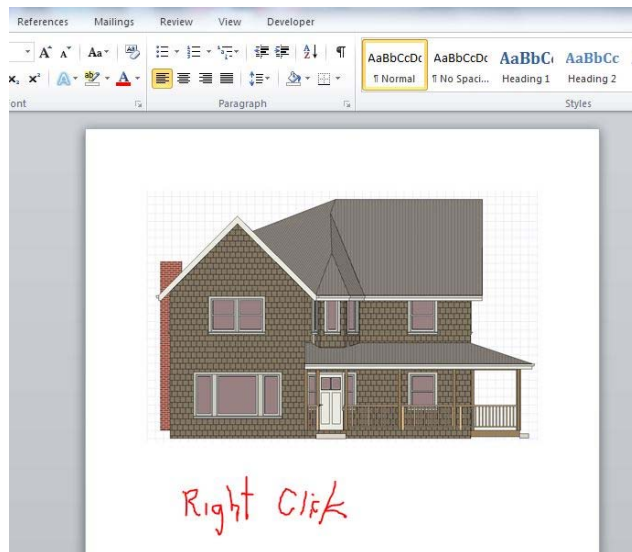 References Mailings Review View Developer
Aa
A
AaBbCcDc AaBbCcDc AaBbC AaBbCc
¶ Normal ¶ No Spaci... Heading 1 Heading 2
ont Paragraph Styles
Right Click